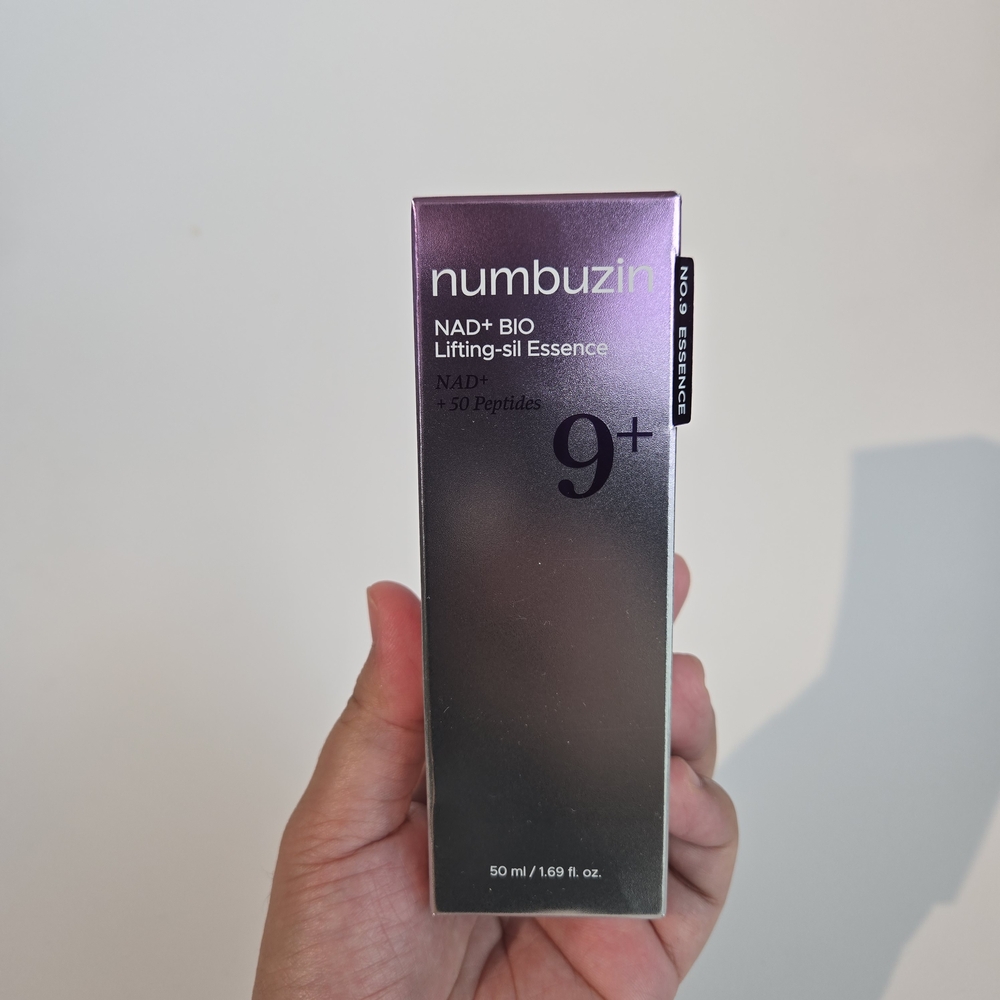 numbuzin
NAD+ BIO
Lifting-sil Essence
NAD+
+ 50 Peptides
9+
NO.9 ESSENCE
50 ml / 1.69 fl. oz.